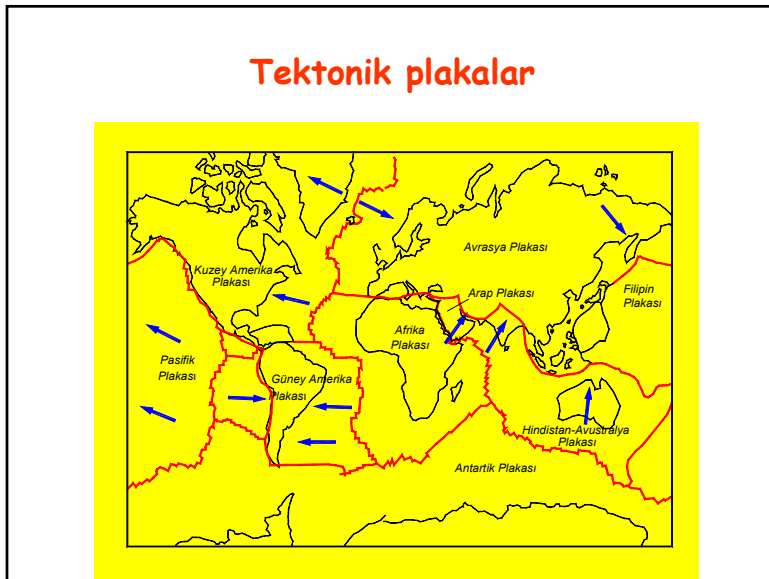 Tektonik plakalar
Kuzey Amerika
Plakası
Avrasya Plakası
Arap Plakası
Filipin
Plakası
Afrika
Plakası
Pasifik
Plakası
Güney Amerika
Plakası
Hindistan-Avustralya
Plakası
Antartik Plakası